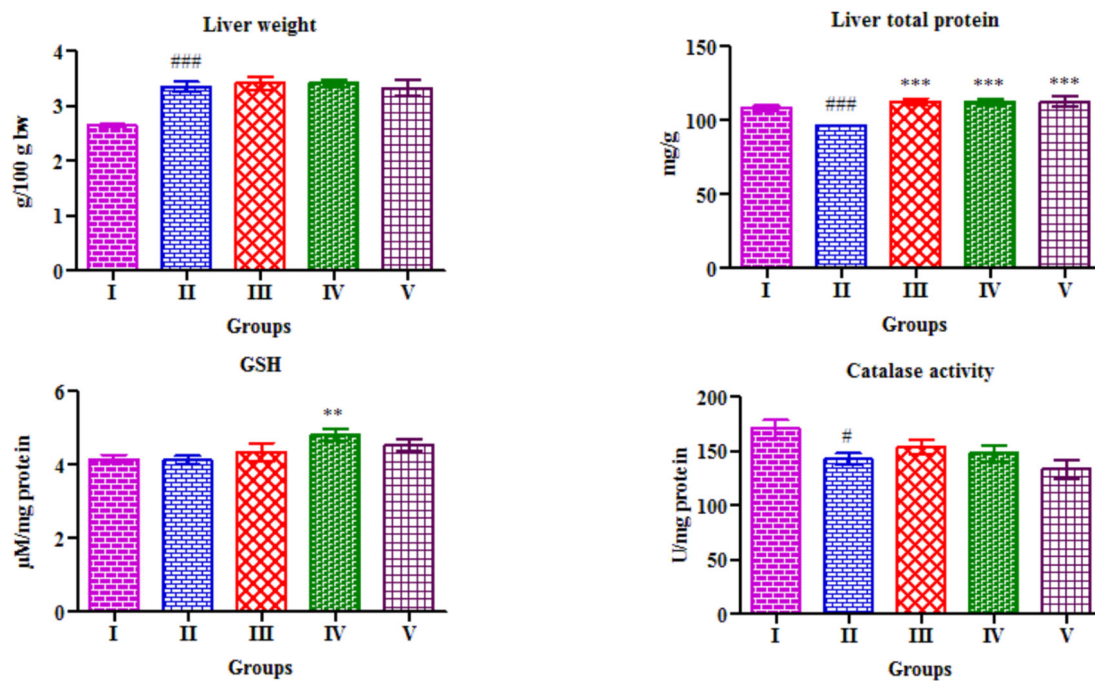 Liver weight
g/100 g bw
4
3
2
1
0
###
I II III IV V
Groups
Liver total protein
mg/g
150
100
50
0
### *** *** ***
I II III IV V
Groups
GSH
µM/mg protein
6
4
2
0
**
I II III IV V
Groups
Catalase activity
U/mg protein
200
150
100
50
0
#
I II III IV V
Groups